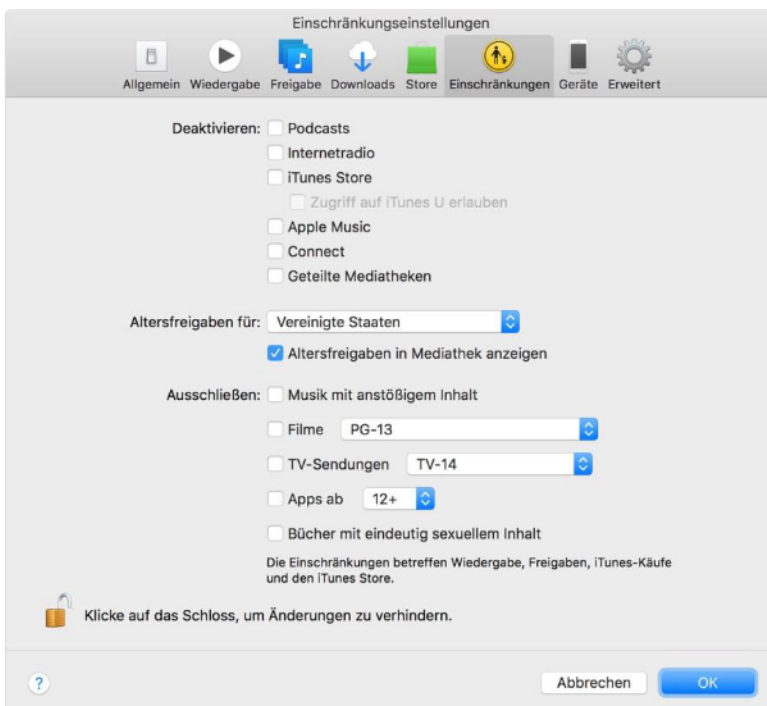 Einschränkungseinstellungen
Allgemein Wiedergabe Freigabe Downloads Store Einschränkungen Geräte Erweitert
Deaktivieren: Podcasts
Internetradio
iTunes Store
Zugriff auf iTunes U erlauben
Apple Music
Connect
Geteilte Mediatheken
Altersfreigaben für: Vereinigte Staaten
Altersfreigaben in Mediathek anzeigen
Ausschließen: Musik mit anstößigem Inhalt
Filme PG-13
TV-Sendungen TV-14
Apps ab 12+
Bücher mit eindeutig sexuellem Inhalt
Die Einschränkungen betreffen Wiedergabe, Freigaben, iTunes-Käufe
und den iTunes Store.
Klicke auf das Schloss, um Änderungen zu verhindern.
? Abbrechen OK